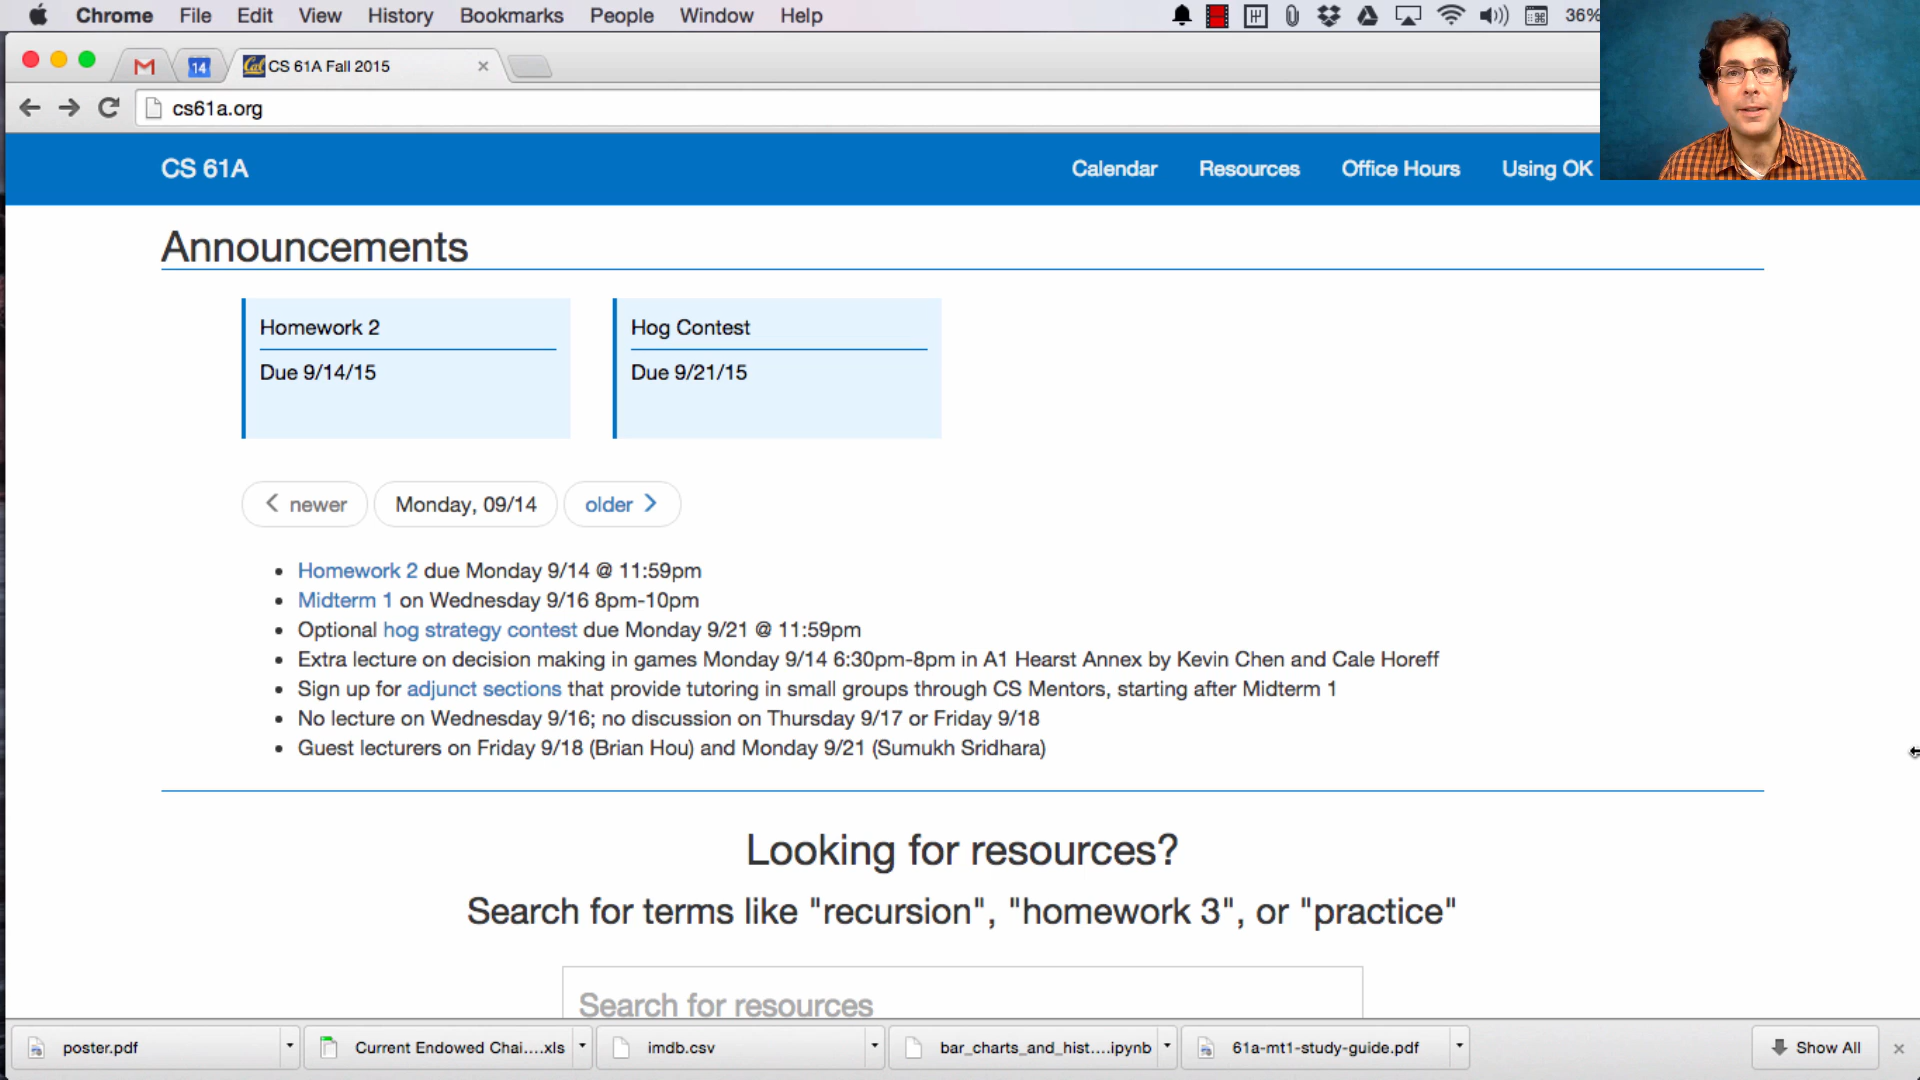 Chrome File Edit View History Bookmarks People Window Help 36%
14 Cal CS 61A Fall 2015
cs61a.org
CS 61A Calendar Resources Office Hours Using OK
Announcements
Homework 2 Hog Contest
Due 9/14/15 Due 9/21/15
newer Monday, 09/14 older
• Homework 2 due Monday 9/14 @ 11:59pm
• Midterm 1 on Wednesday 9/16 8pm-10pm
• Optional hog strategy contest due Monday 9/21 @ 11:59pm
• Extra lecture on decision making in games Monday 9/14 6:30pm-8pm in A1 Hearst Annex by Kevin Chen and Cale Horeff
• Sign up for adjunct sections that provide tutoring in small groups through CS Mentors, starting after Midterm 1
• No lecture on Wednesday 9/16; no discussion on Thursday 9/17 or Friday 9/18
• Guest lecturers on Friday 9/18 (Brian Hou) and Monday 9/21 (Sumukh Sridhara)
Looking for resources?
Search for terms like "recursion", "homework 3", or "practice"
Search for resources
poster.pdf Current Endowed Chai....xls imdb.csv bar_charts_and_hist....ipynb 61a-mt1-study-guide.pdf Show All